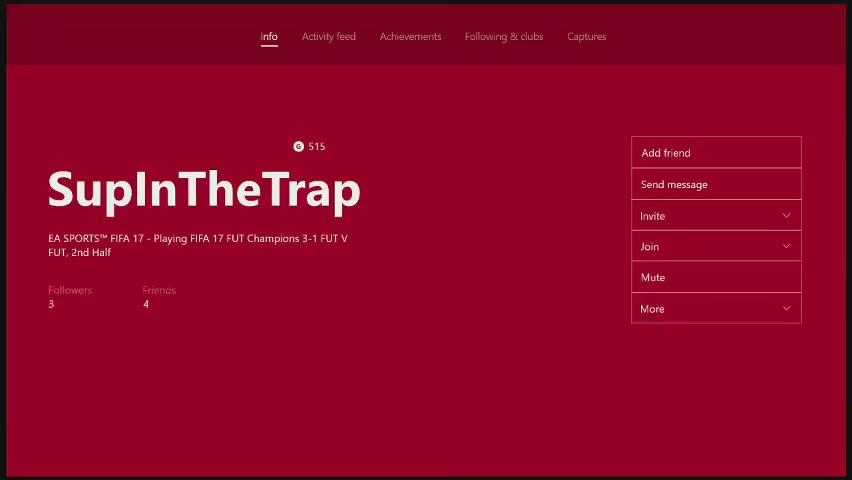 Info Activity feed Achievements Following & clubs Captures
G 515
SupInTheTrap
EA SPORTS™ FIFA 17 - Playing FIFA 17 FUT Champions 3-1 FUT V
FUT, 2nd Half
Followers Friends
3 4
Add friend
Send message
Invite
Join
Mute
More